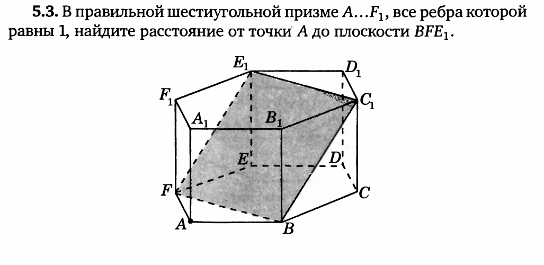 5.3. В правильной шестиугольной призме A...F₁, все ребра которой
равны 1, найдите расстояние от точки A до плоскости BFE₁.
E₁
D₁
F₁
C₁
A₁
B₁
E
D
F
C
A
B